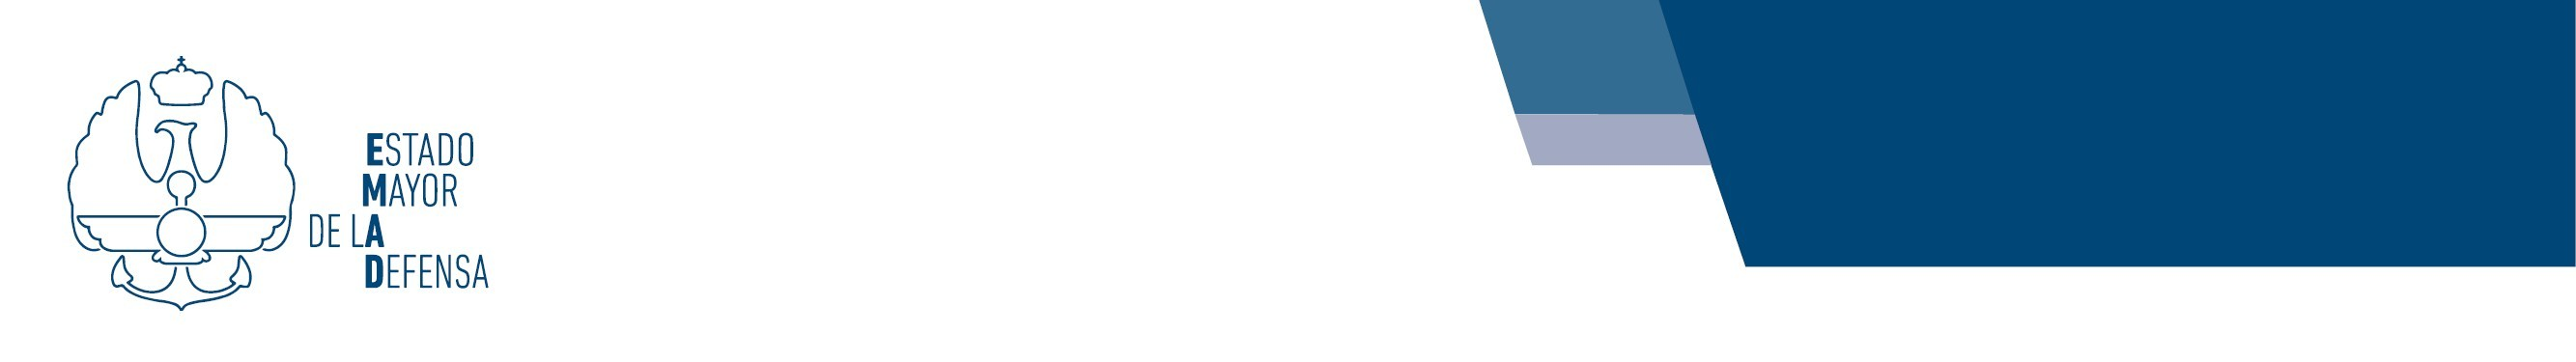 ESTADO
MAYOR
DE LA
DEFENSA